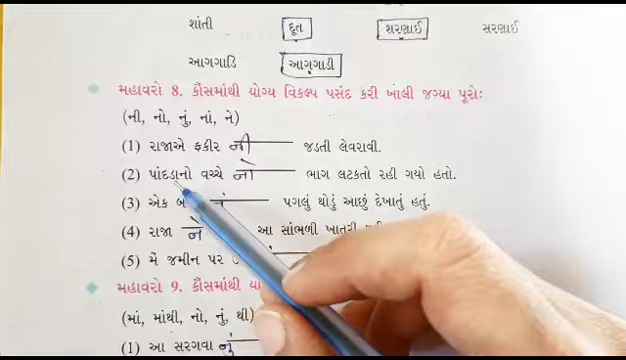 શાંતી દૂત શરણાઈ સરણાઈ
આગગાડિ આગગાડી
મહાવરો 8. કૌંસમાંથી યોગ્ય વિકલ્પ પસંદ કરી ખાલી જગ્યા પૂરો:
(ની, નો, નું, નાં, ને)
(1) રાજાએ ફકીર ની જડતી લેવરાવી.
(2) પાંદડાનો વચ્ચે નો ભાગ લટકતો રહી ગયો હતો.
(3) એક નું પગલું થોડું આછું દેખાતું હતું.
(4) રાજા ને આ સાંભળી ખાતરી
(5) મેં જમીન પર
મહાવરો 9. કૌંસમાંથી
(માં, માંથી, નો, નું, થી)
(1) આ સરગવા નું